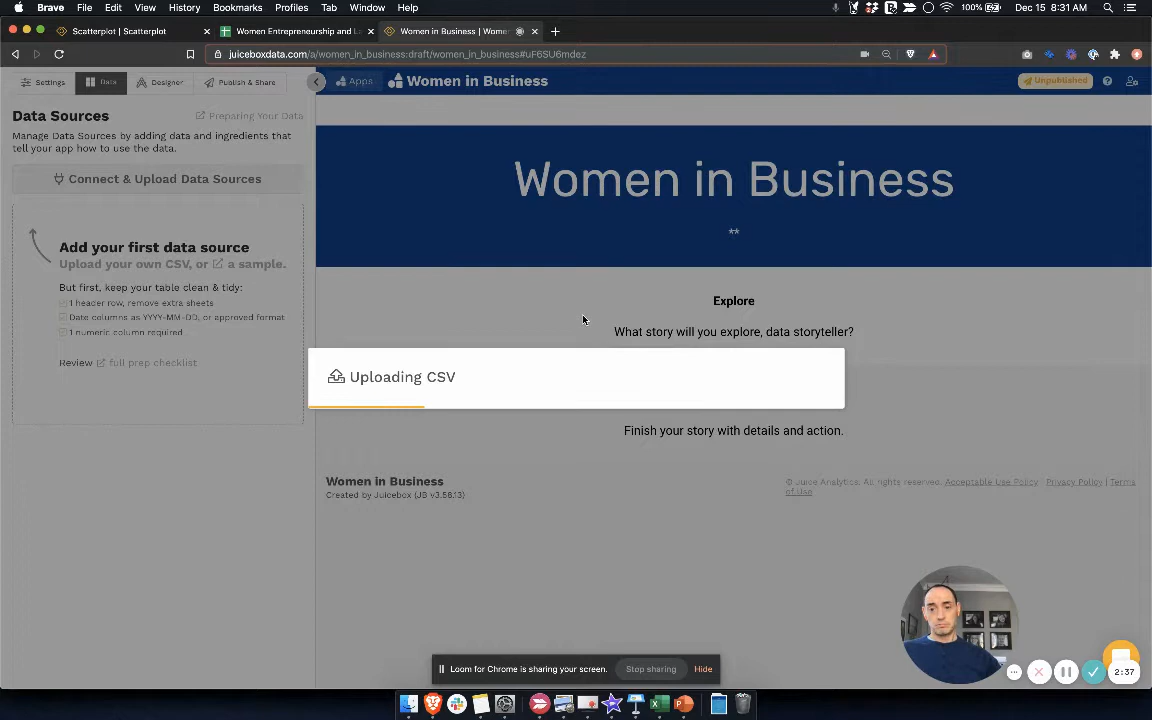 Brave File Edit View History Bookmarks Profiles Tab Window Help 100% Dec 15 8:31 AM
Scatterplot | Scatterplot
Women Entrepreneurship and La
Women in Business | Wome
juiceboxdata.com/a/women_in_business:draft/women_in_business#uF6SU6mdez
Settings Data Designer Publish & Share
Apps Women in Business Unpublished
Data Sources Preparing Your Data
Manage Data Sources by adding data and ingredients that
tell your app how to use the data.
Connect & Upload Data Sources
Add your first data source
Upload your own CSV, or a sample.
But first, keep your table clean & tidy:
1 header row, remove extra sheets
Date columns as YYYY-MM-DD, or approved format
1 numeric column required
Review full prep checklist
Women in Business
**
Explore
What story will you explore, data storyteller?
Uploading CSV
Finish your story with details and action.
Women in Business
Created by Juicebox (JB v3.58.13)
© Juice Analytics. All rights reserved. Acceptable Use Policy | Privacy Policy | Terms
of Use
Loom for Chrome is sharing your screen. Stop sharing Hide
2:37